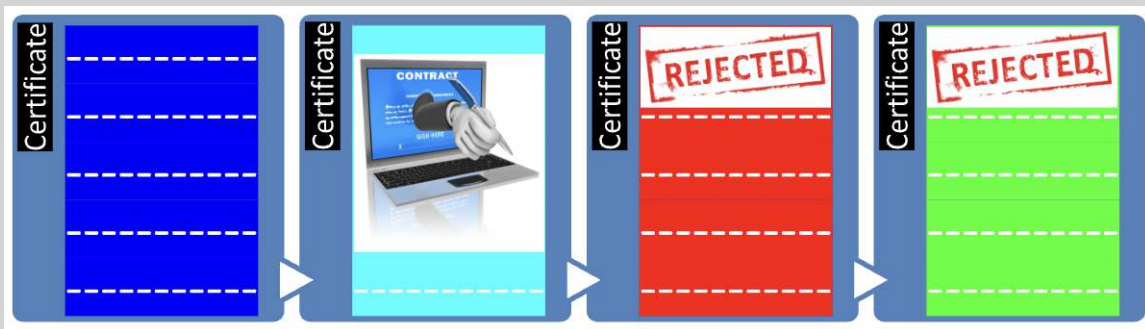 Certificate
Certificate
CONTRACT
SIGN HERE
Certificate
REJECTED
Certificate
REJECTED